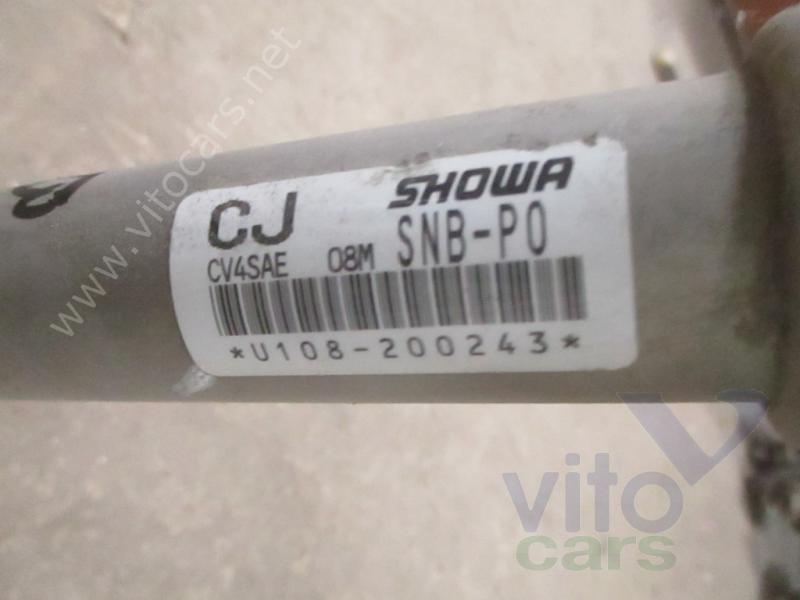 SHOWA
CJ
CV4SAE 08M SNB-P0
*U108-200243*
www.vitocars.net
vito
cars